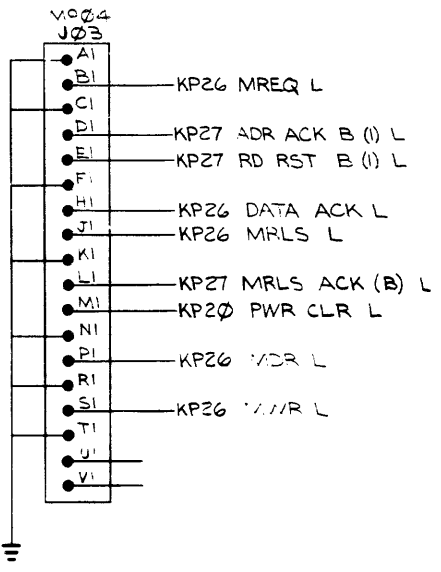 M904
J03
A1
B1 KP26 MREQ L
C1
D1 KP27 ADR ACK B (1) L
E1 KP27 RD RST B (1) L
F1
H1 KP26 DATA ACK L
J1 KP26 MRLS L
K1
L1 KP27 MRLS ACK (B) L
M1 KP20 PWR CLR L
N1
P1 KP26 L
R1
S1 KP26 L
T1
U1
V1